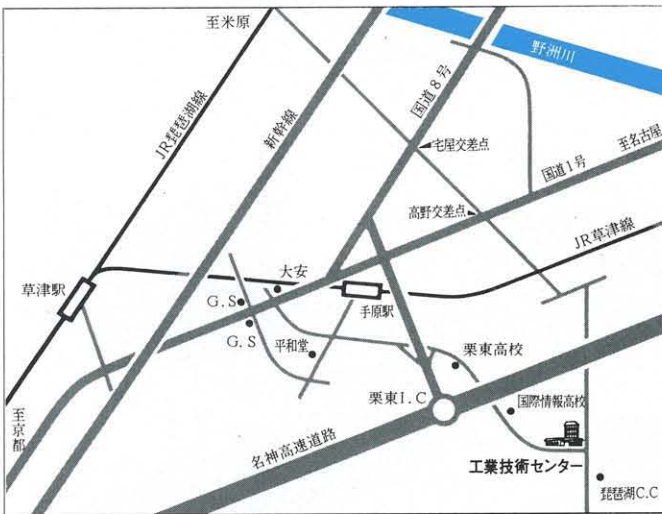 至米原
野洲川
JR琵琶湖線
新幹線
国道8号
宅屋交差点
国道1号
至名古屋
高野交差点
JR草津線
草津駅
大安
G.S
手原駅
G.S
平和堂
栗東高校
栗東I.C
国際情報高校
至京都
名神高速道路
工業技術センター
琵琶湖C.C